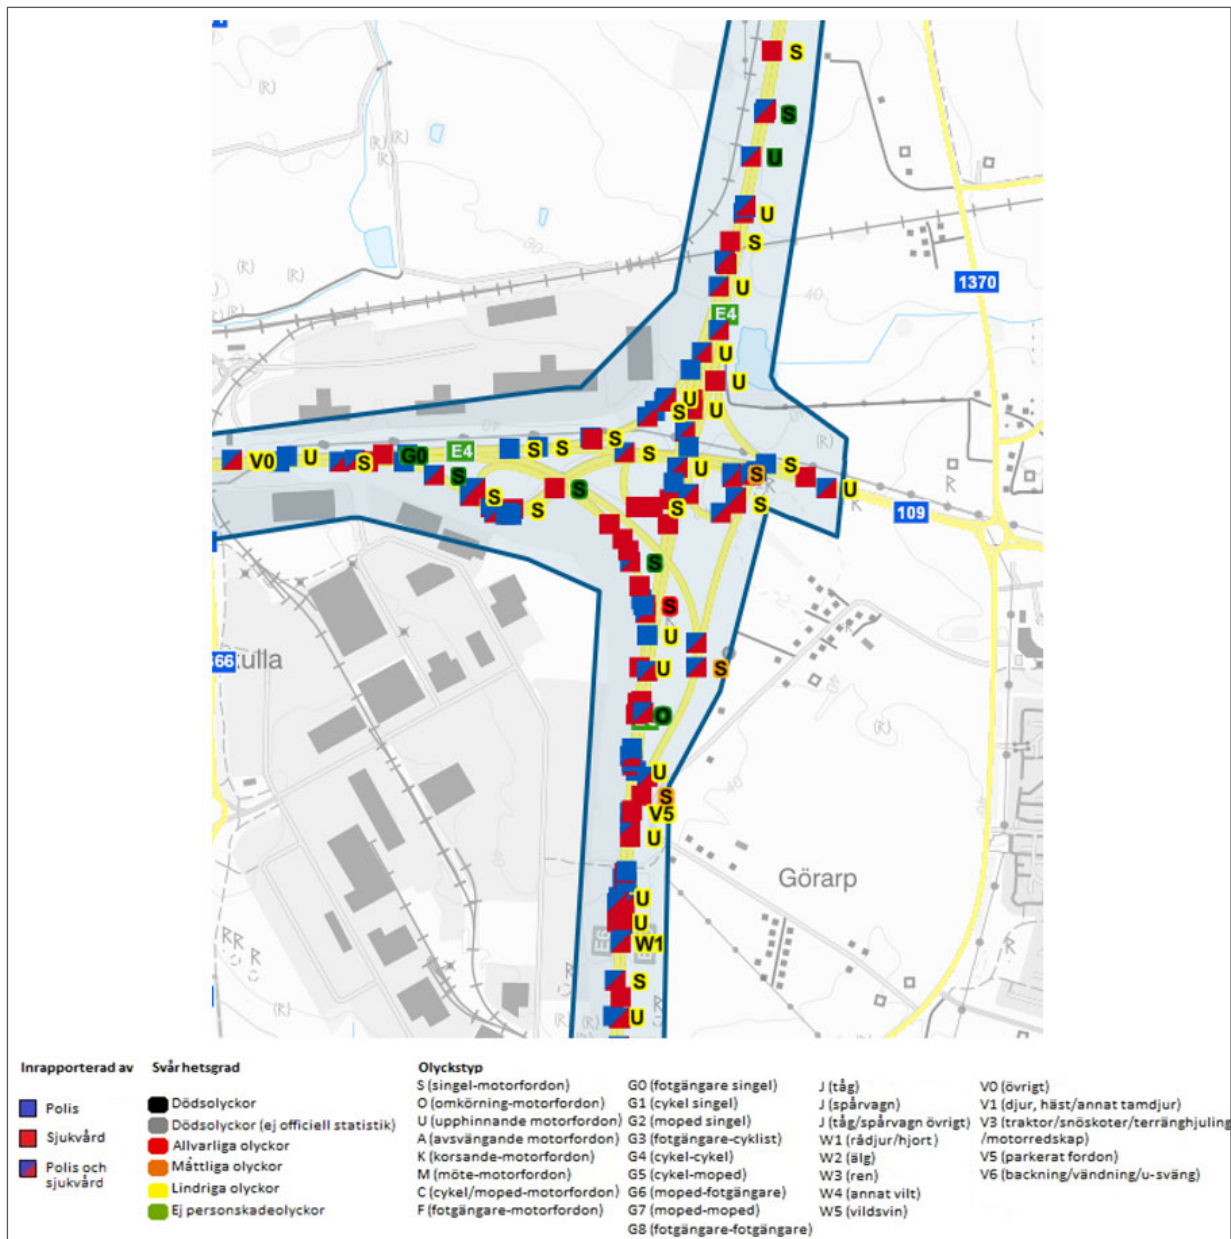 S
S
U
U
S
U
E4
1370
U
U
U
S
U
S
V0
U
S
G0
S
E4
S
S
S
S
S
S
S
U
S
S
S
S
U
109
S
S
U
U
S
O
U
S
V5
U
U
U
W1
E6
S
U
kulla
Görarp
Inrapporterad av
Polis
Sjukvård
Polis och
sjukvård
Svårhetsgrad
Dödsolyckor
Dödsolyckor (ej officiell statistik)
Allvarliga olyckor
Måttliga olyckor
Lindriga olyckor
Ej personskadeolyckor
Olyckstyp
S (singel-motorfordon)
O (omkörning-motorfordon)
U (upphinnande motorfordon)
A (avsvängande motorfordon)
K (korsande-motorfordon)
M (möte-motorfordon)
C (cykel/moped-motorfordon)
F (fotgängare-motorfordon)
G0 (fotgängare singel)
G1 (cykel singel)
G2 (moped singel)
G3 (fotgängare-cyklist)
G4 (cykel-cykel)
G5 (cykel-moped)
G6 (moped-fotgängare)
G7 (moped-moped)
G8 (fotgängare-fotgängare)
J (tåg)
J (spårvagn)
J (tåg/spårvagn övrigt)
W1 (rådjur/hjort)
W2 (älg)
W3 (ren)
W4 (annat vilt)
W5 (vildsvin)
V0 (övrigt)
V1 (djur, häst/annat tamdjur)
V3 (traktor/snöskoter/terränghjuling
/motorredskap)
V5 (parkerat fordon)
V6 (backning/vändning/u-sväng)